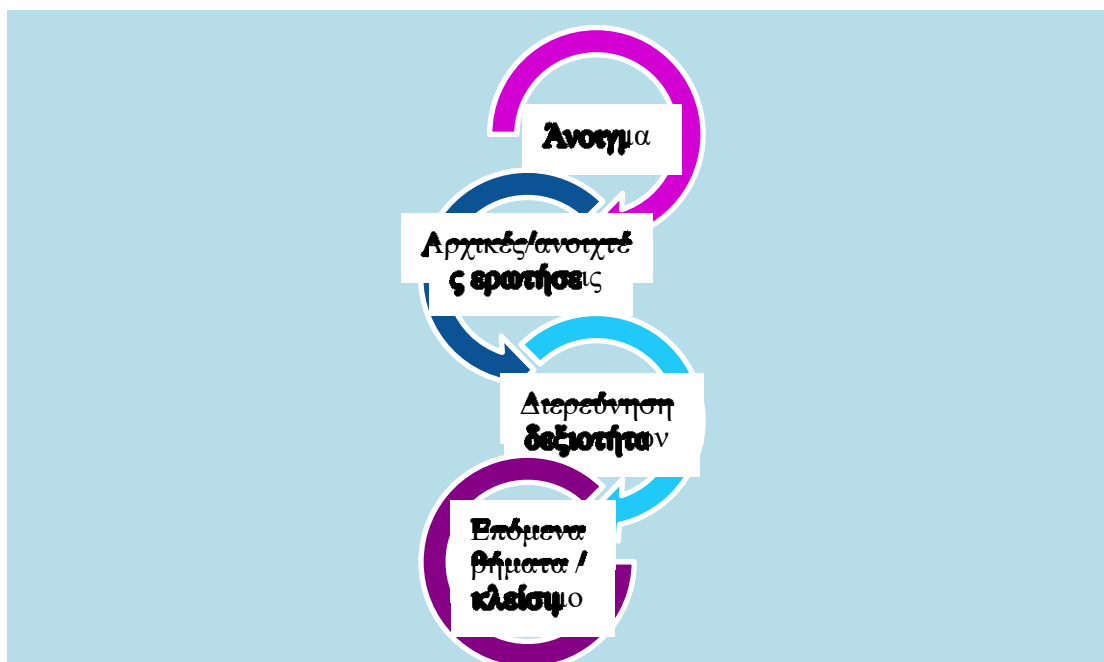 Άνοιγμα
Αρχικές/ανοιχτέ
ς ερωτήσεις
Διερεύνηση
δεξιοτήτων
Επόμενα
βήματα /
κλείσιμο